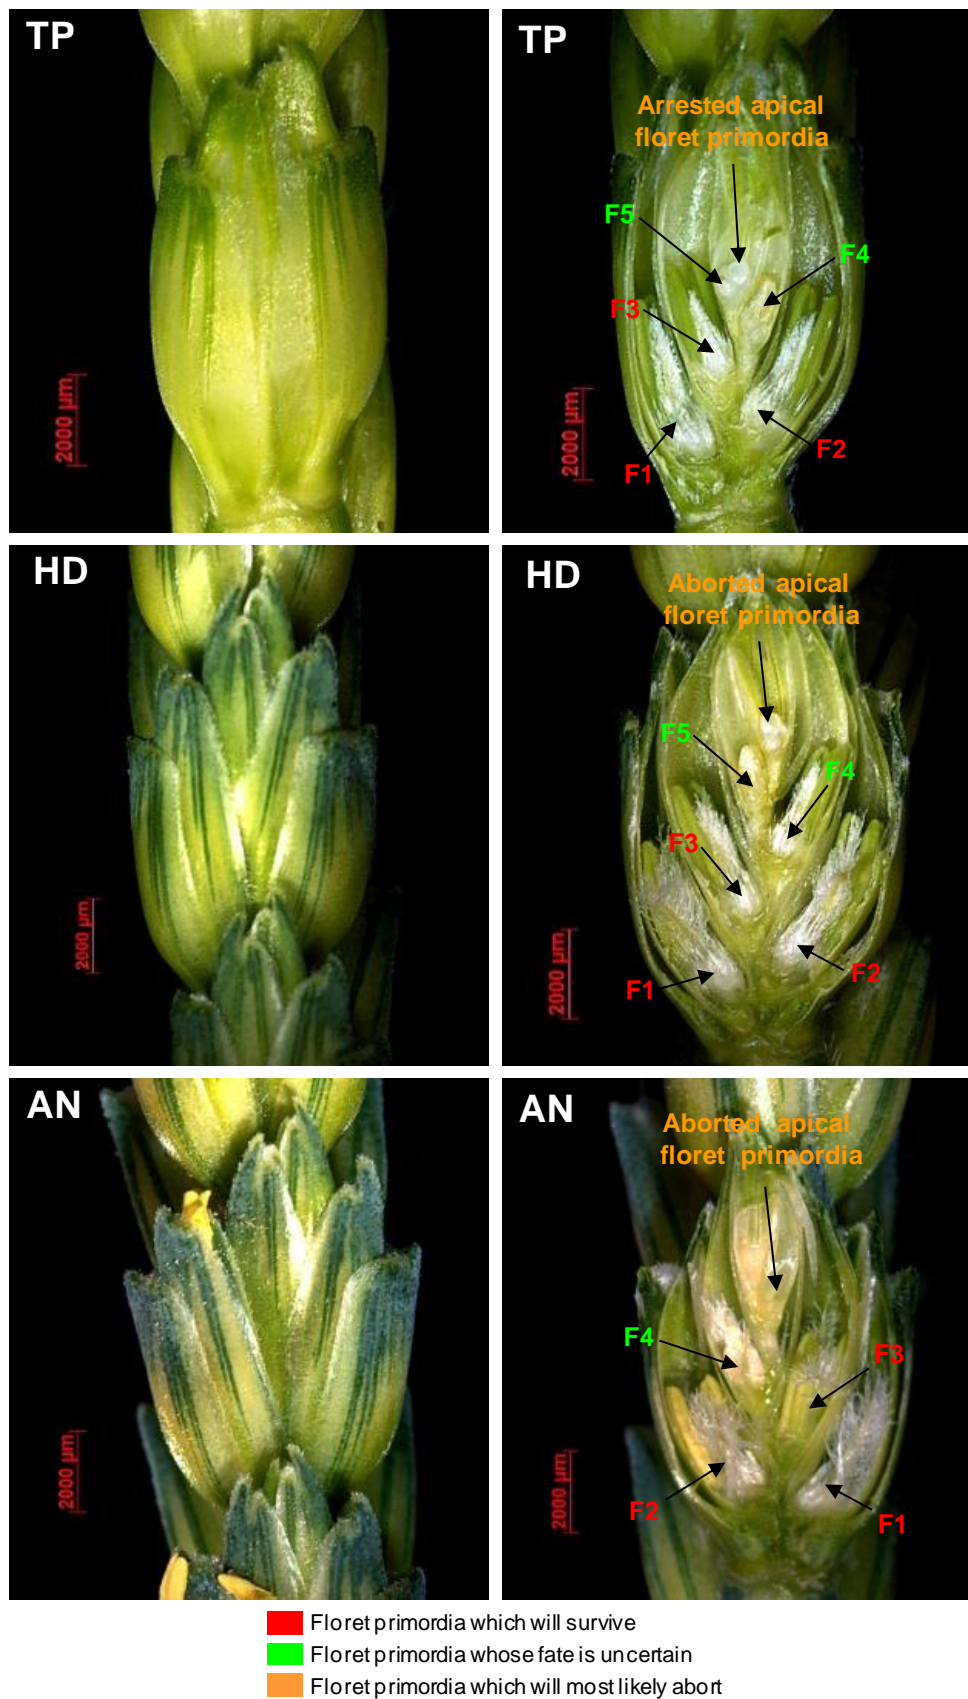 TP
2000 µm
TP
Arrested apical
floret primordia
F5
F4
F3
F1
F2
2000 µm
HD
2000 µm
HD
Aborted apical
floret primordia
F5
F4
F3
F1
F2
2000 µm
AN
2000 µm
AN
Aborted apical
floret primordia
F4
F3
F2
F1
2000 µm
Floret primordia which will survive
Floret primordia whose fate is uncertain
Floret primordia which will most likely abort